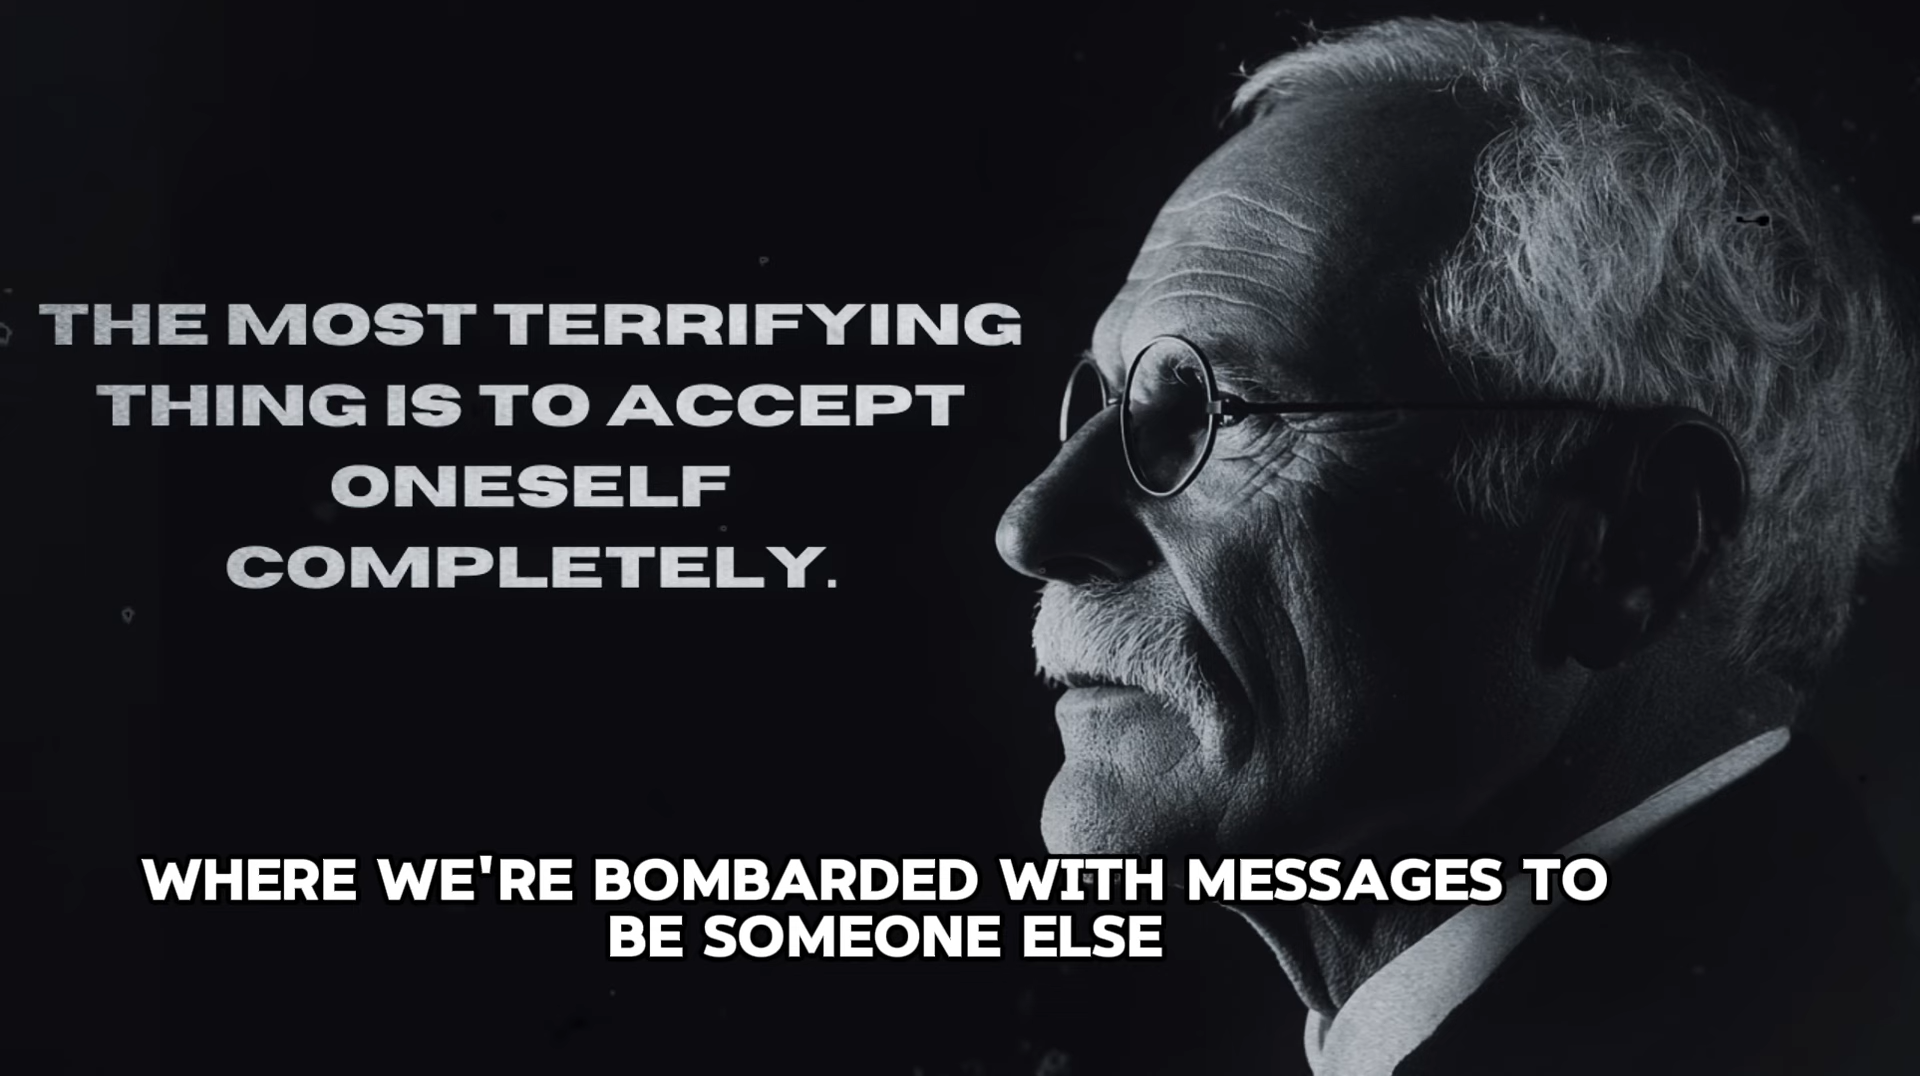 THE MOST TERRIFYING
THING IS TO ACCEPT
ONESELF
COMPLETELY.
WHERE WE'RE BOMBARDED WITH MESSAGES TO
BE SOMEONE ELSE